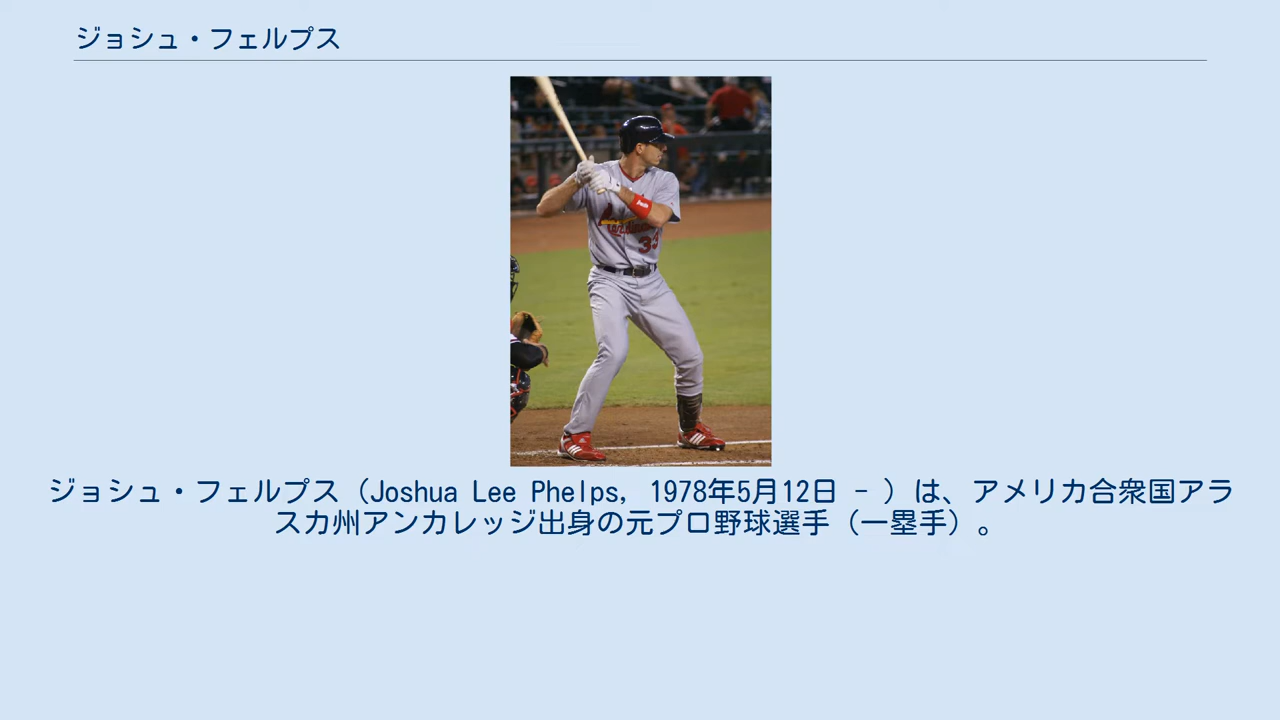 ジョシュ・フェルプス
Cardinals
33
ジョシュ・フェルプス（Joshua Lee Phelps, 1978年5月12日 - ）は、アメリカ合衆国アラ
スカ州アンカレッジ出身の元プロ野球選手（一塁手）。